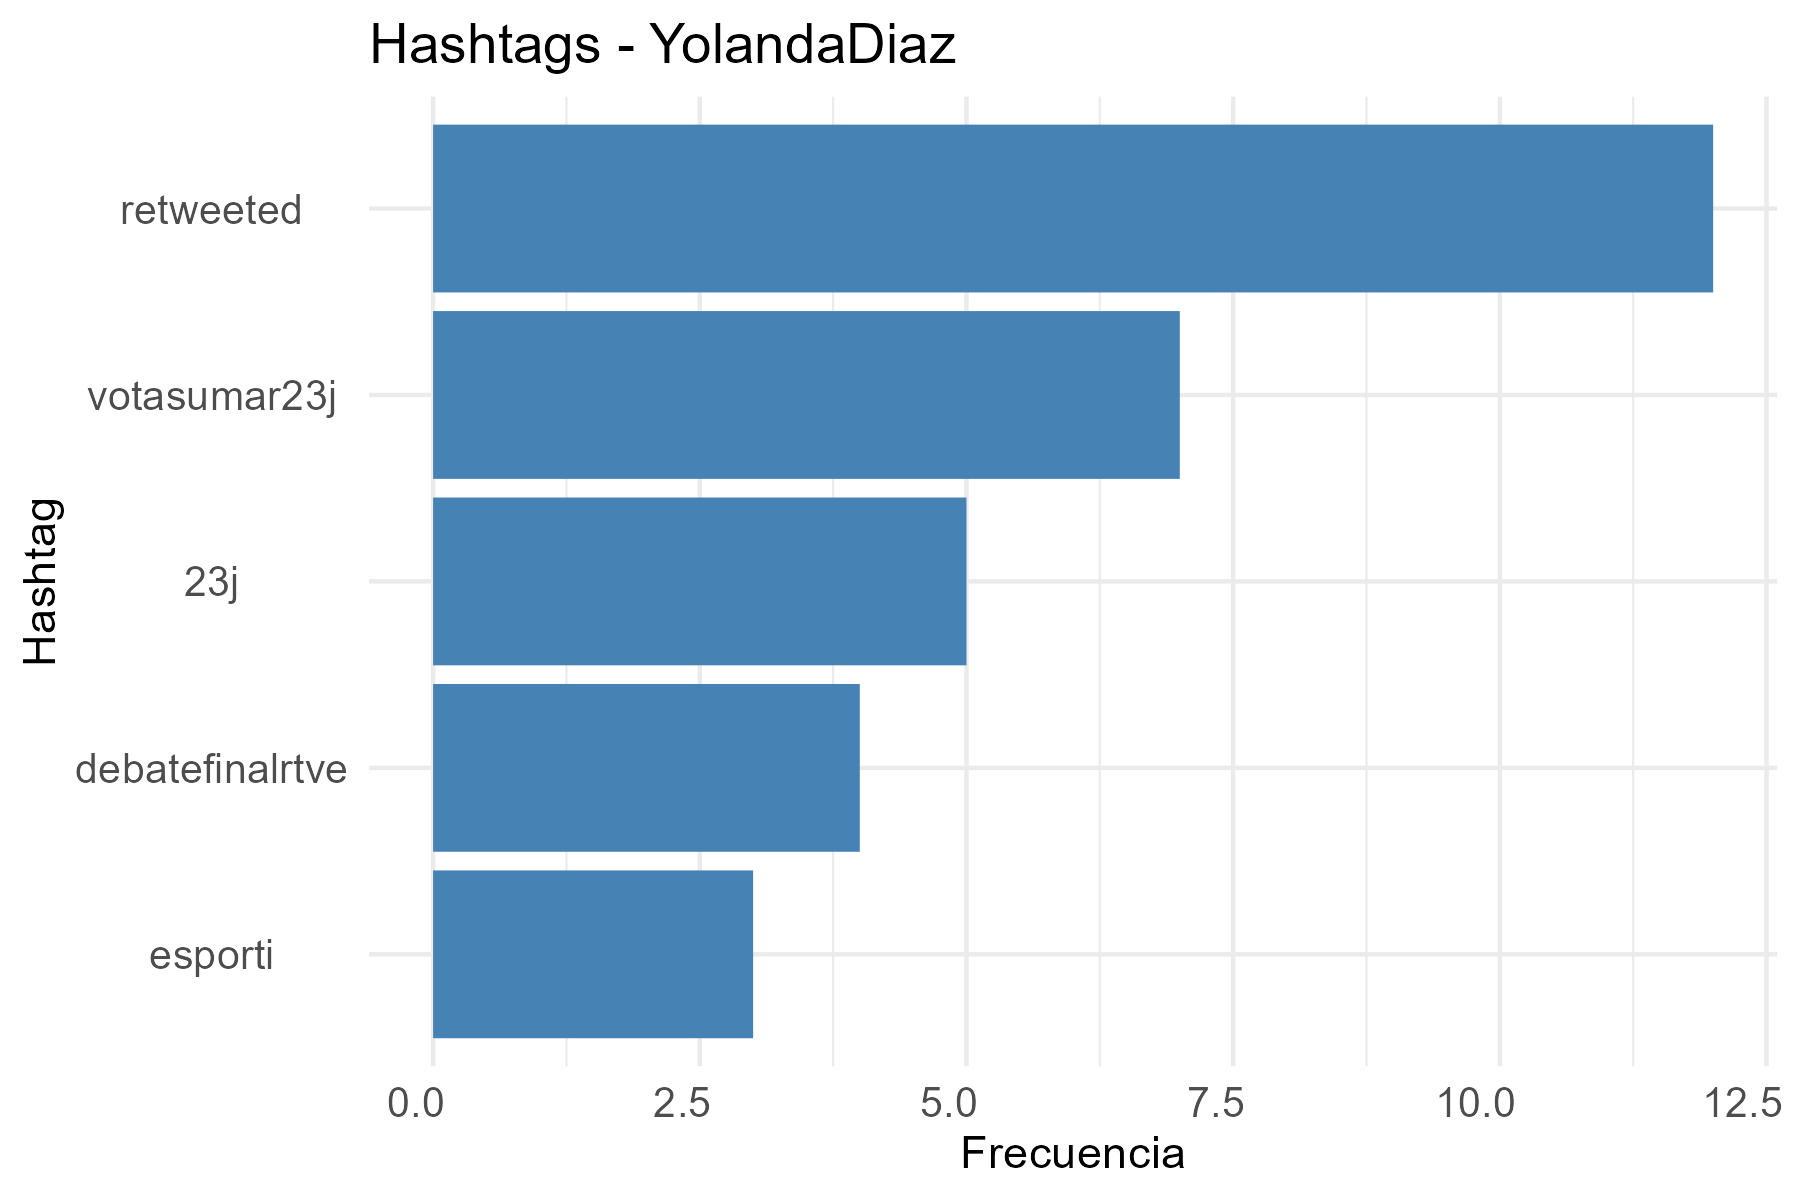 Hashtags - YolandaDiaz
Hashtag
retweeted
votasumar23j
23j
debatefinalrtve
esporti
0.0 2.5 5.0 7.5 10.0 12.5
Frecuencia